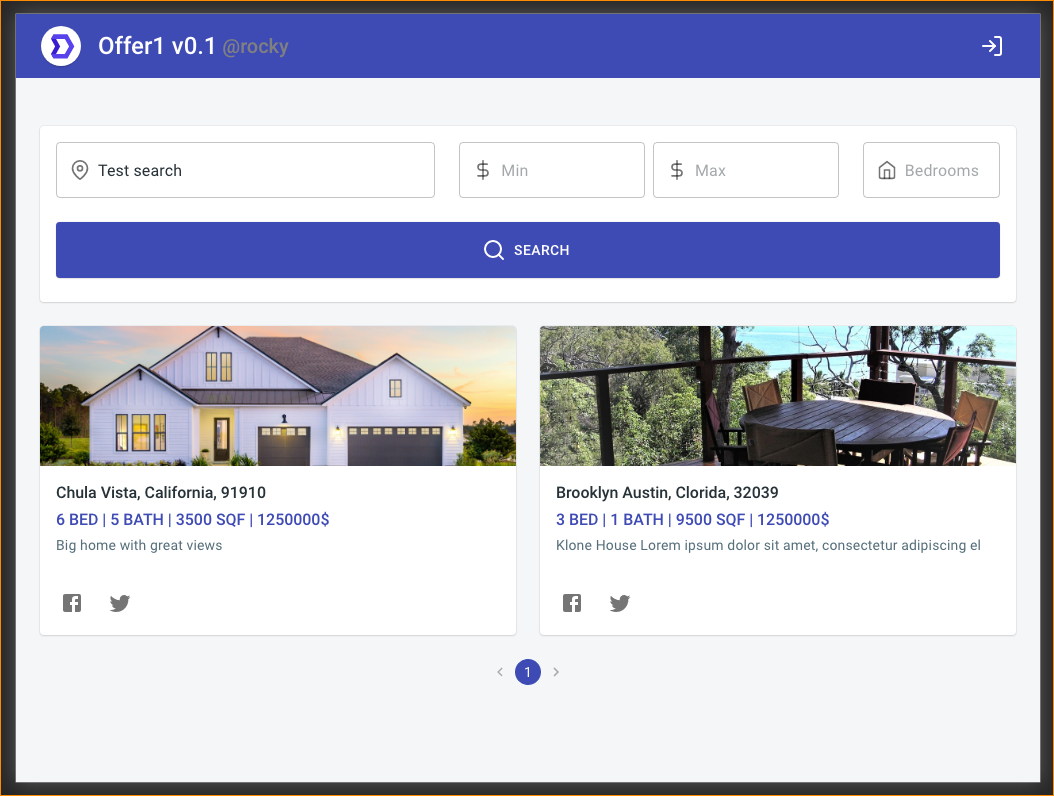 Offer1 v0.1 @rocky
Test search
$ Min
$ Max
Bedrooms
SEARCH
Chula Vista, California, 91910
6 BED | 5 BATH | 3500 SQF | 1250000$
Big home with great views
Brooklyn Austin, Clorida, 32039
3 BED | 1 BATH | 9500 SQF | 1250000$
Klone House Lorem ipsum dolor sit amet, consectetur adipiscing el
1